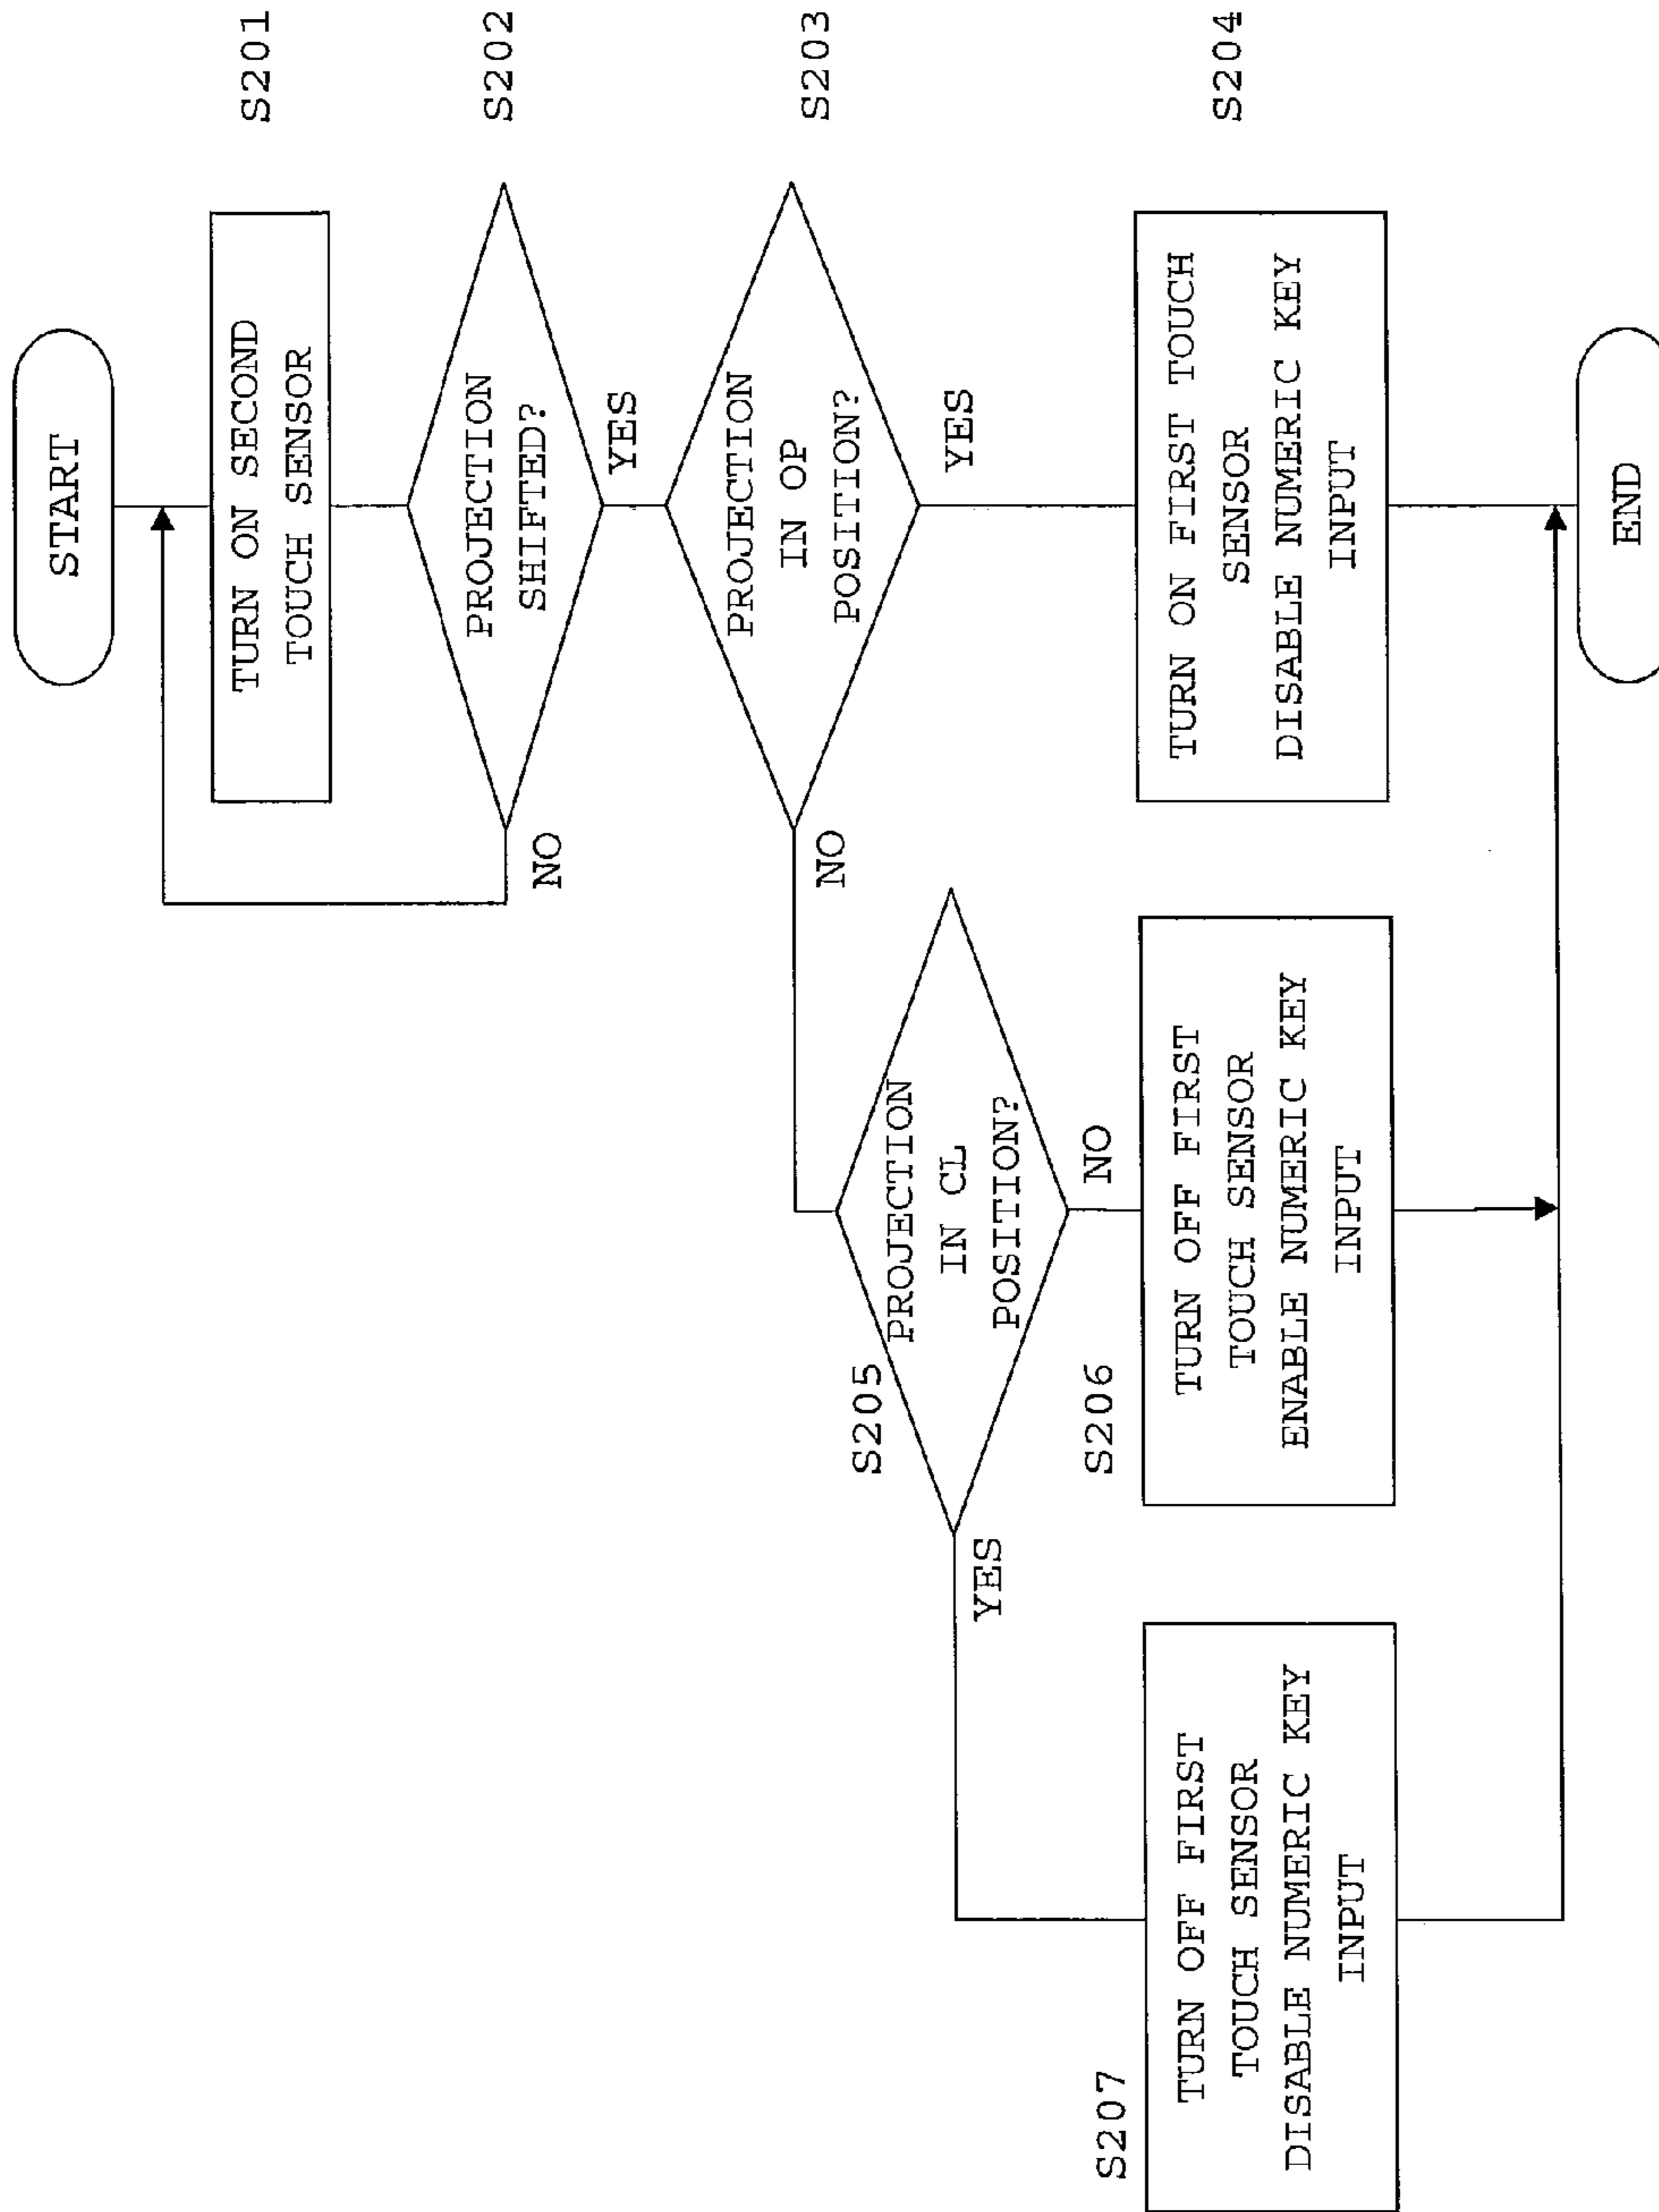 START
S201
TURN ON SECOND
TOUCH SENSOR
S202
PROJECTION
SHIFTED?
NO
YES
S203
PROJECTION
IN OP
POSITION?
NO
YES
S204
TURN ON FIRST TOUCH
SENSOR
DISABLE NUMERIC KEY
INPUT
S205
PROJECTION
IN CL
POSITION?
YES
NO
S206
TURN OFF FIRST
TOUCH SENSOR
ENABLE NUMERIC KEY
INPUT
S207
TURN OFF FIRST
TOUCH SENSOR
DISABLE NUMERIC KEY
INPUT
END